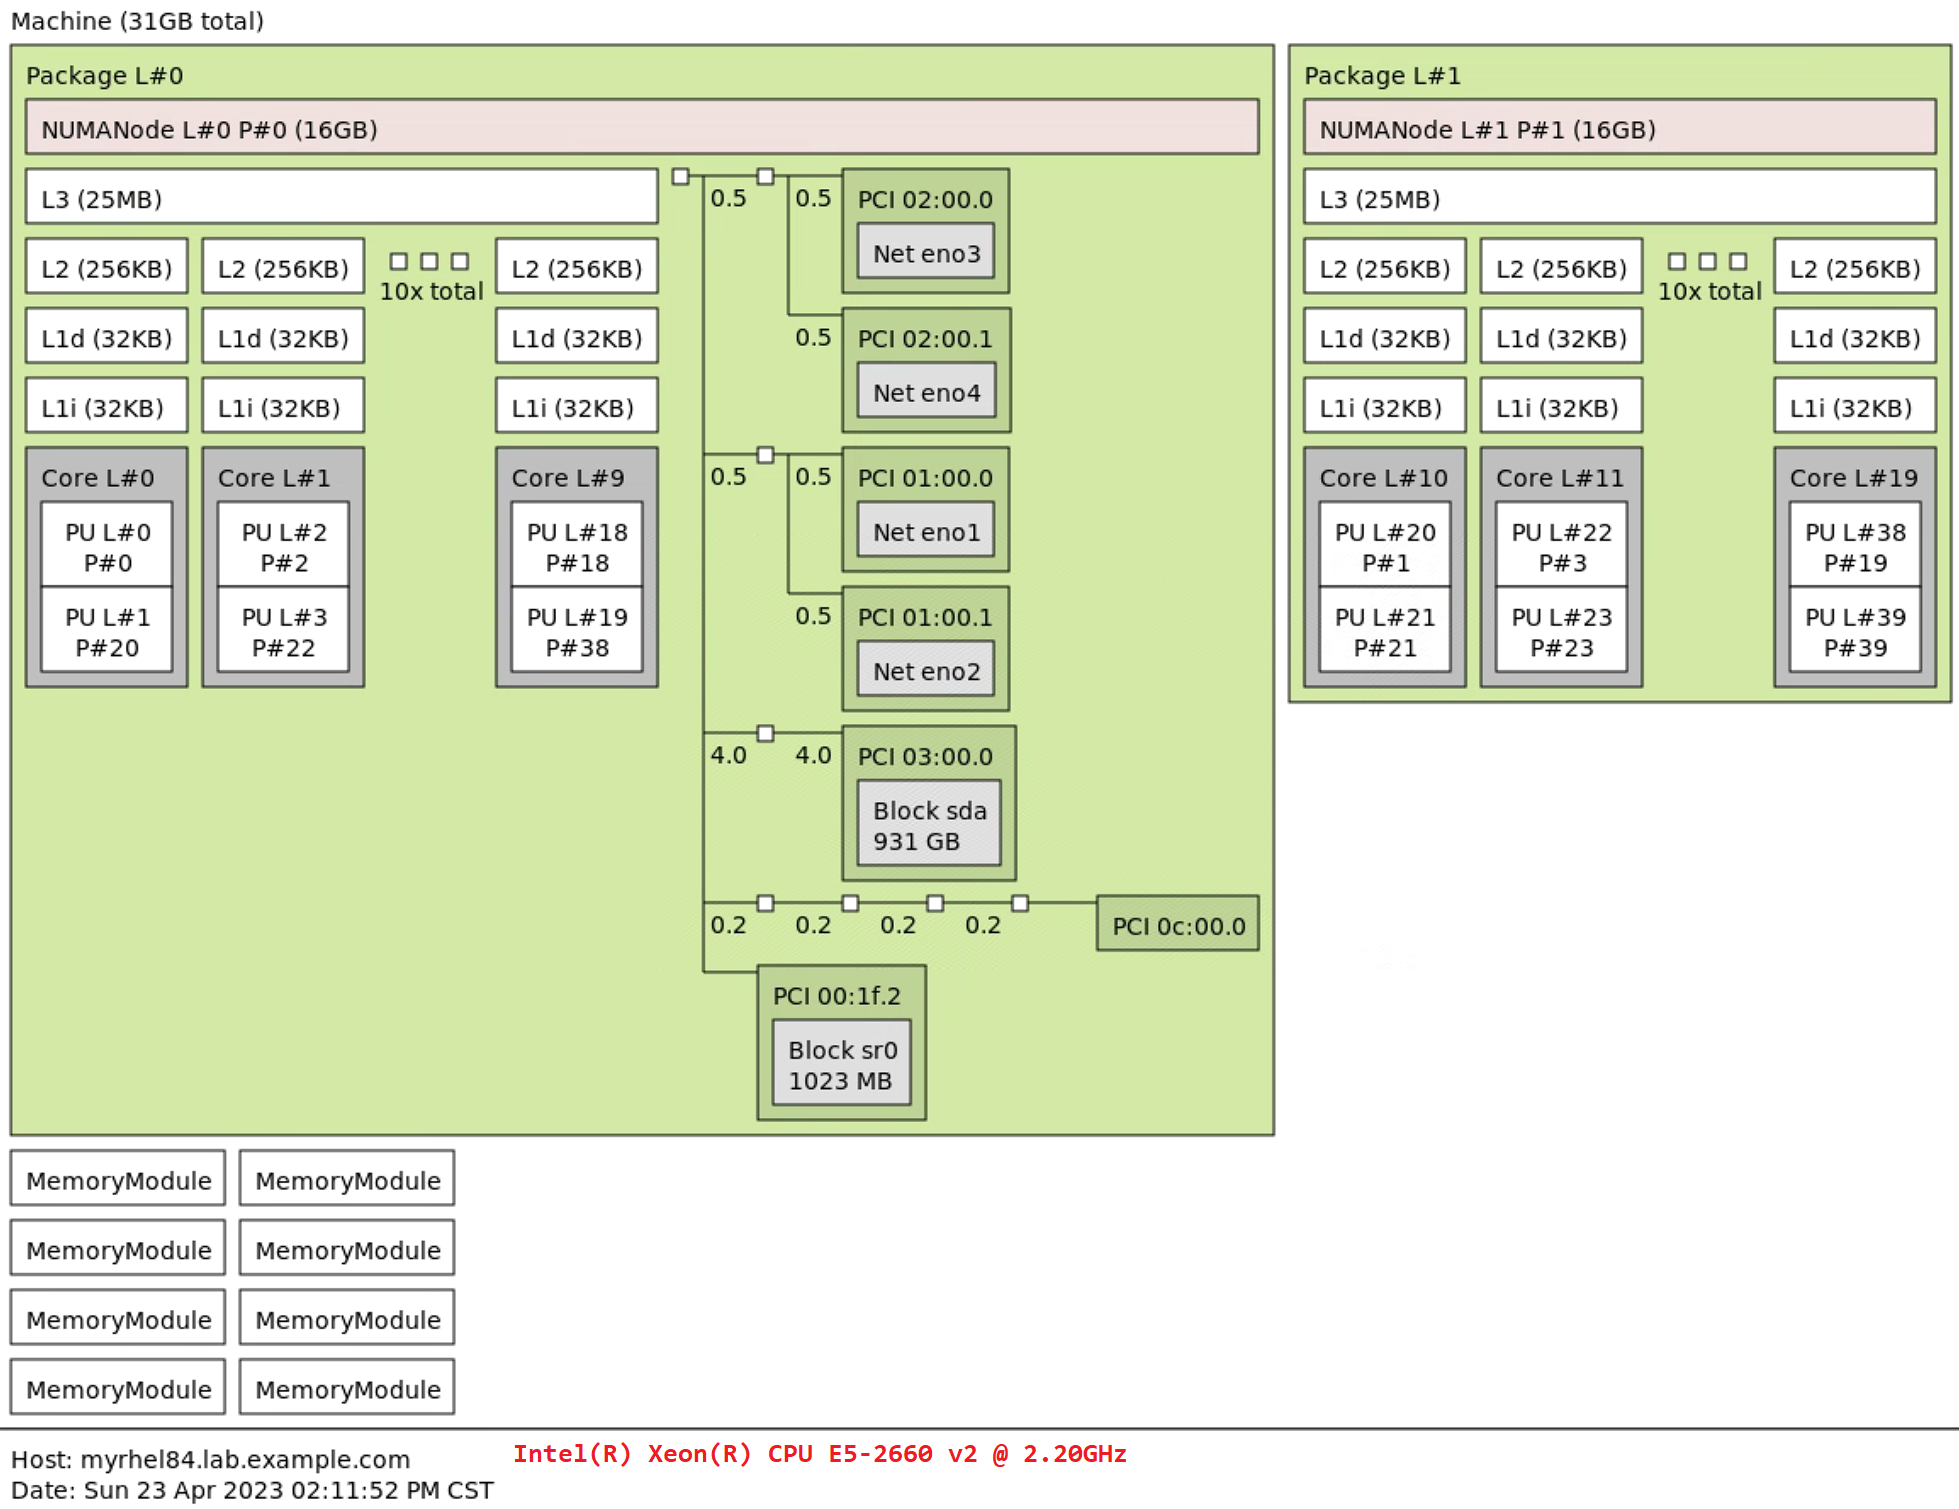 Machine (31GB total)
Package L#0
NUMANode L#0 P#0 (16GB)
L3 (25MB)
L2 (256KB)
L2 (256KB)
10x total
L2 (256KB)
L1d (32KB)
L1d (32KB)
L1d (32KB)
L1i (32KB)
L1i (32KB)
L1i (32KB)
Core L#0
PU L#0
P#0
PU L#1
P#20
Core L#1
PU L#2
P#2
PU L#3
P#22
Core L#9
PU L#18
P#18
PU L#19
P#38
0.5
0.5
PCI 02:00.0
Net eno3
0.5
PCI 02:00.1
Net eno4
0.5
0.5
PCI 01:00.0
Net eno1
0.5
PCI 01:00.1
Net eno2
4.0
4.0
PCI 03:00.0
Block sda
931 GB
0.2
0.2
0.2
0.2
PCI 0c:00.0
PCI 00:1f.2
Block sr0
1023 MB
Package L#1
NUMANode L#1 P#1 (16GB)
L3 (25MB)
L2 (256KB)
L2 (256KB)
10x total
L2 (256KB)
L1d (32KB)
L1d (32KB)
L1d (32KB)
L1i (32KB)
L1i (32KB)
L1i (32KB)
Core L#10
PU L#20
P#1
PU L#21
P#21
Core L#11
PU L#22
P#3
PU L#23
P#23
Core L#19
PU L#38
P#19
PU L#39
P#39
MemoryModule
MemoryModule
MemoryModule
MemoryModule
MemoryModule
MemoryModule
MemoryModule
MemoryModule
Host: myrhel84.lab.example.com
Intel(R) Xeon(R) CPU E5-2660 v2 @ 2.20GHz
Date: Sun 23 Apr 2023 02:11:52 PM CST